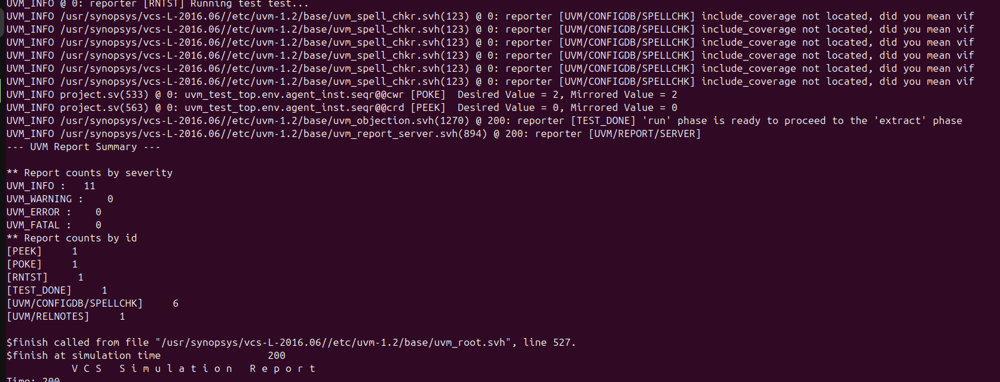 UVM_INFO @ 0: reporter [RNTST] Running test test...
UVM_INFO /usr/synopsys/vcs-L-2016.06//etc/uvm-1.2/base/uvm_spell_chkr.svh(123) @ 0: reporter [UVM/CONFIGDB/SPELLCHK] include_coverage not located, did you mean vif
UVM_INFO /usr/synopsys/vcs-L-2016.06//etc/uvm-1.2/base/uvm_spell_chkr.svh(123) @ 0: reporter [UVM/CONFIGDB/SPELLCHK] include_coverage not located, did you mean vif
UVM_INFO /usr/synopsys/vcs-L-2016.06//etc/uvm-1.2/base/uvm_spell_chkr.svh(123) @ 0: reporter [UVM/CONFIGDB/SPELLCHK] include_coverage not located, did you mean vif
UVM_INFO /usr/synopsys/vcs-L-2016.06//etc/uvm-1.2/base/uvm_spell_chkr.svh(123) @ 0: reporter [UVM/CONFIGDB/SPELLCHK] include_coverage not located, did you mean vif
UVM_INFO /usr/synopsys/vcs-L-2016.06//etc/uvm-1.2/base/uvm_spell_chkr.svh(123) @ 0: reporter [UVM/CONFIGDB/SPELLCHK] include_coverage not located, did you mean vif
UVM_INFO /usr/synopsys/vcs-L-2016.06//etc/uvm-1.2/base/uvm_spell_chkr.svh(123) @ 0: reporter [UVM/CONFIGDB/SPELLCHK] include_coverage not located, did you mean vif
UVM_INFO project.sv(533) @ 0: uvm_test_top.env.agent_inst.seqr@@cwr [POKE]  Desired Value = 2, Mirrored Value = 2
UVM_INFO project.sv(563) @ 0: uvm_test_top.env.agent_inst.seqr@@crd [PEEK]  Desired Value = 0, Mirrored Value = 0
UVM_INFO /usr/synopsys/vcs-L-2016.06//etc/uvm-1.2/base/uvm_objection.svh(1270) @ 200: reporter [TEST_DONE] 'run' phase is ready to proceed to the 'extract' phase
UVM_INFO /usr/synopsys/vcs-L-2016.06//etc/uvm-1.2/base/uvm_report_server.svh(894) @ 200: reporter [UVM/REPORT/SERVER]
--- UVM Report Summary ---
** Report counts by severity
UVM_INFO :   11
UVM_WARNING :    0
UVM_ERROR :    0
UVM_FATAL :    0
** Report counts by id
[PEEK]     1
[POKE]     1
[RNTST]     1
[TEST_DONE]     1
[UVM/CONFIGDB/SPELLCHK]     6
[UVM/RELNOTES]     1
$finish called from file "/usr/synopsys/vcs-L-2016.06//etc/uvm-1.2/base/uvm_root.svh", line 527.
$finish at simulation time                  200
V C S   S i m u l a t i o n   R e p o r t
Time: 200